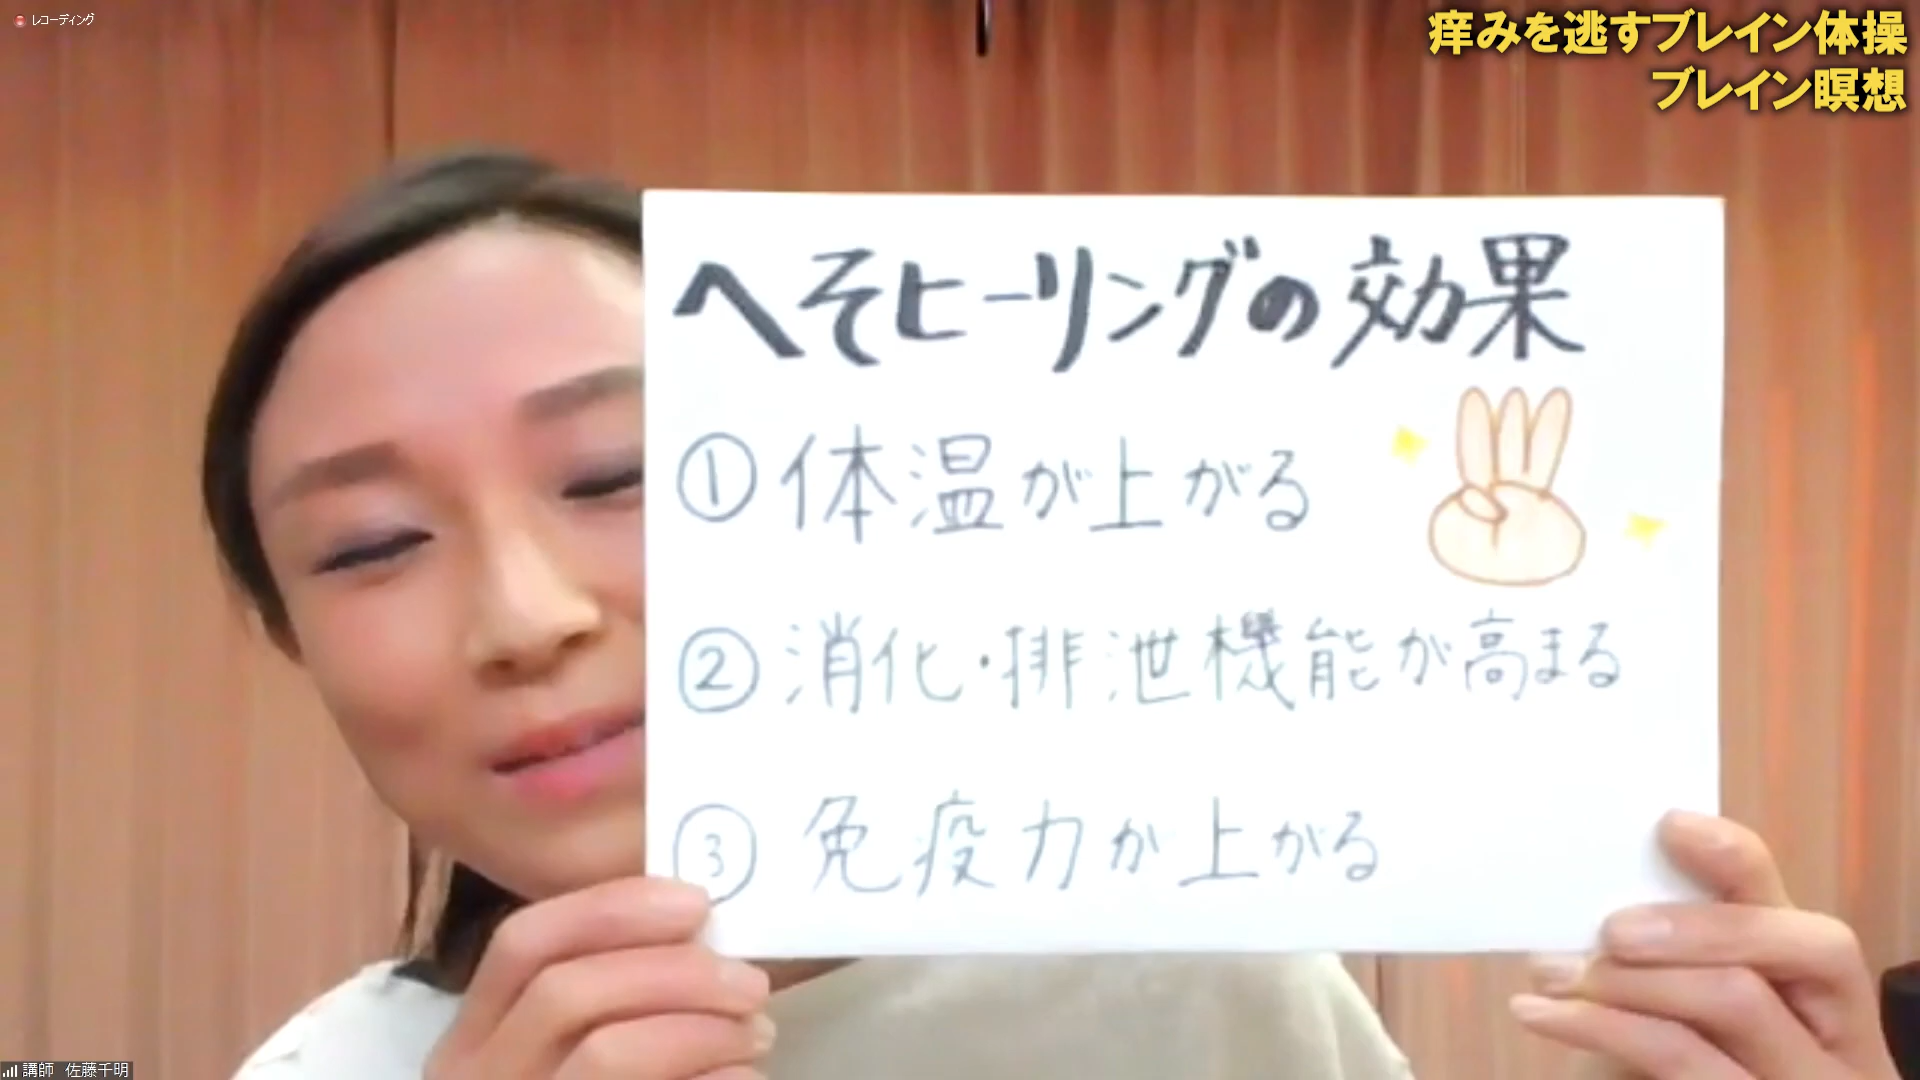 レコーディング
痒みを逃すブレイン体操
ブレイン瞑想
へそヒーリングの効果
①体温が上がる
②消化・排泄機能が高まる
③免疫力が上がる
講師 佐藤千明